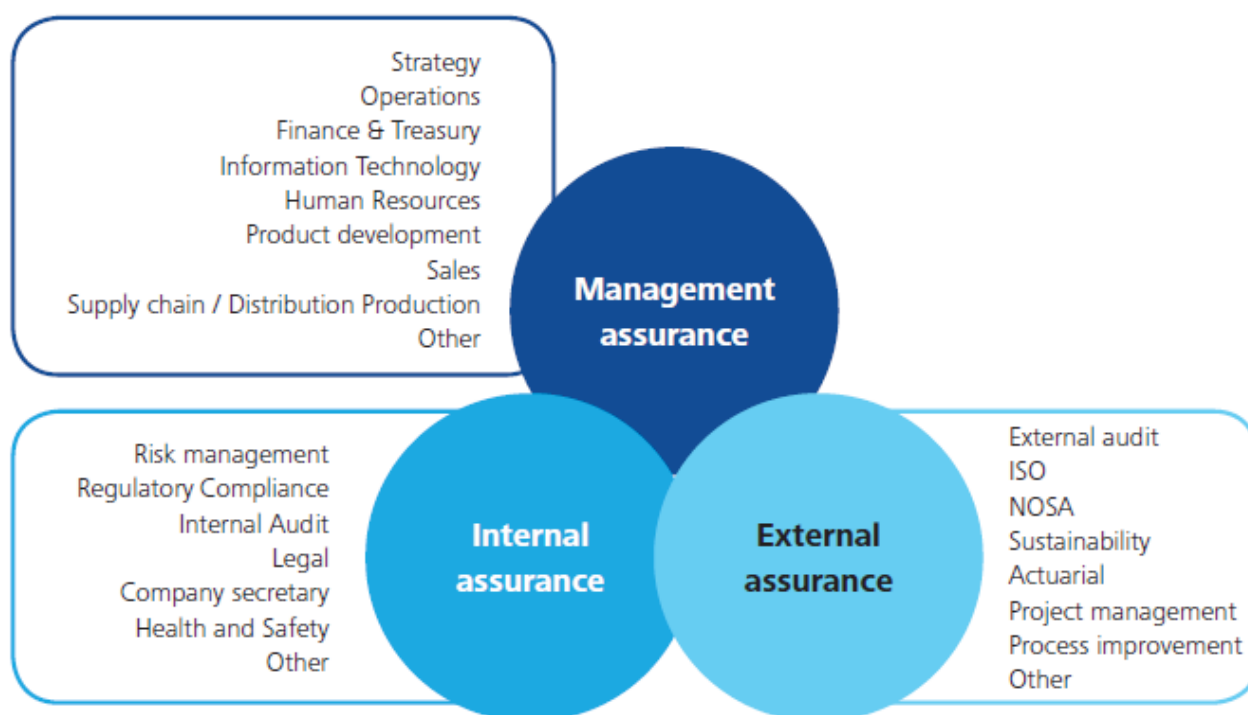 Strategy
Operations
Finance & Treasury
Information Technology
Human Resources
Product development
Sales
Supply chain / Distribution Production
Other
Management
assurance
Risk management
Regulatory Compliance
Internal Audit
Legal
Company secretary
Health and Safety
Other
Internal
assurance
External
assurance
External audit
ISO
NOSA
Sustainability
Actuarial
Project management
Process improvement
Other